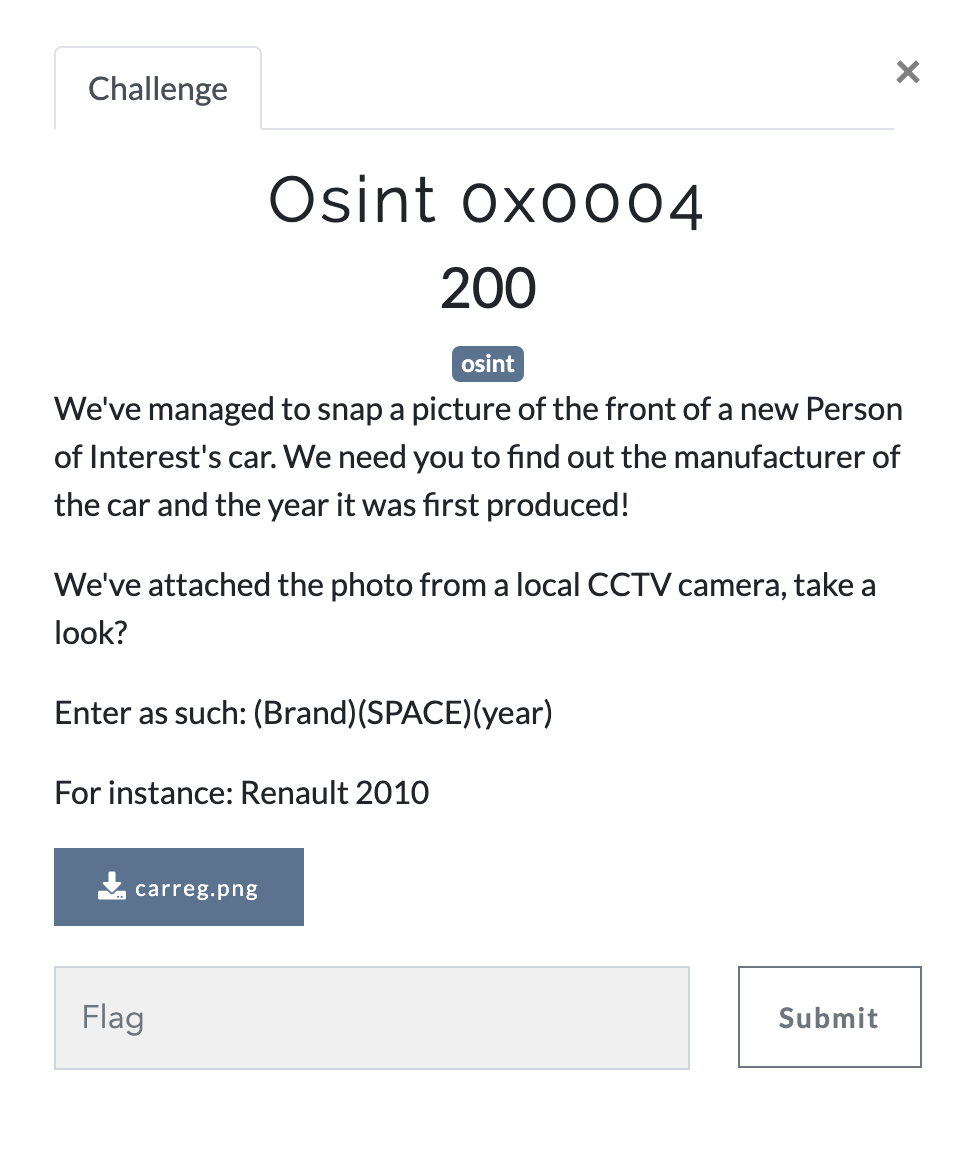 Challenge
×
Osint 0x0004
200
osint
We've managed to snap a picture of the front of a new Person
of Interest's car. We need you to find out the manufacturer of
the car and the year it was first produced!
We've attached the photo from a local CCTV camera, take a
look?
Enter as such: (Brand)(SPACE)(year)
For instance: Renault 2010
carreg.png
Flag
Submit